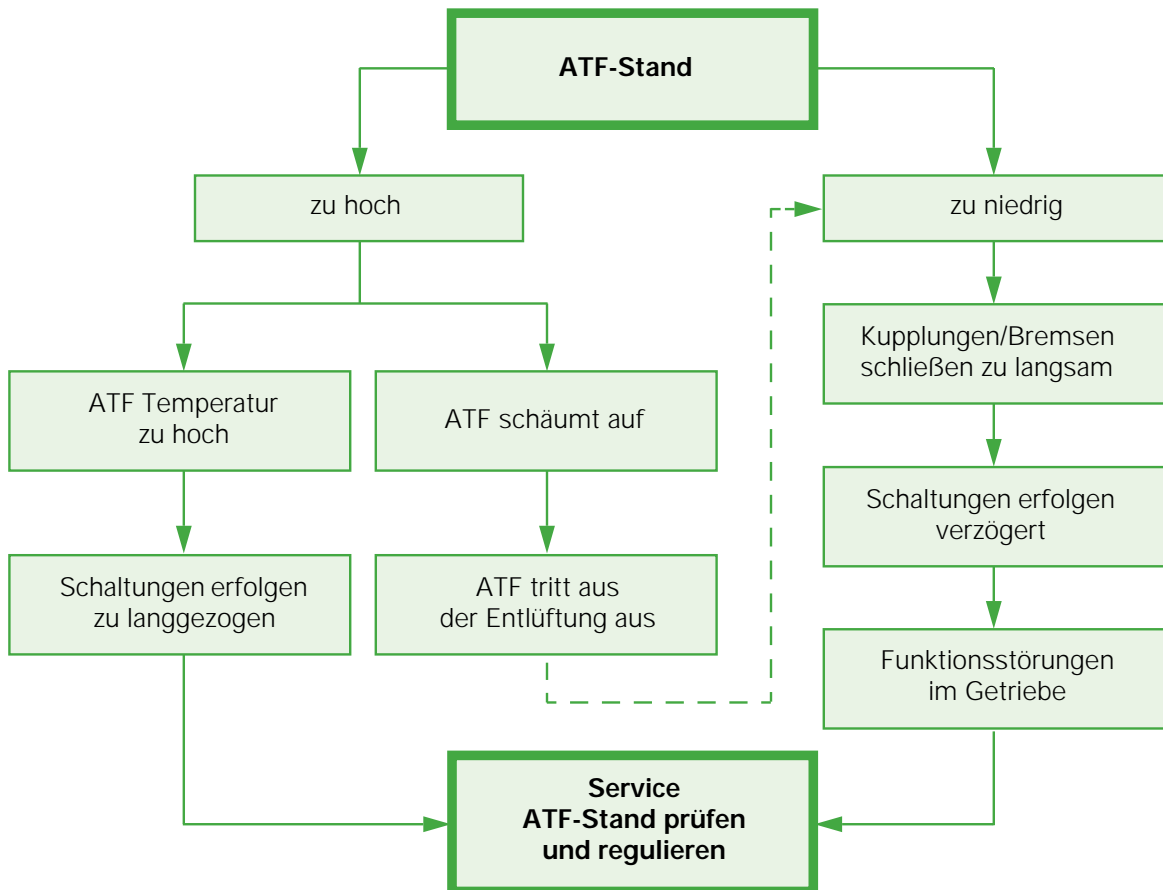 ATF-Stand
zu hoch
zu niedrig
ATF Temperatur
zu hoch
ATF schäumt auf
Kupplungen/Bremsen
schließen zu langsam
Schaltungen erfolgen
zu langgezogen
ATF tritt aus
der Entlüftung aus
Schaltungen erfolgen
verzögert
Funktionsstörungen
im Getriebe
Service
ATF-Stand prüfen
und regulieren